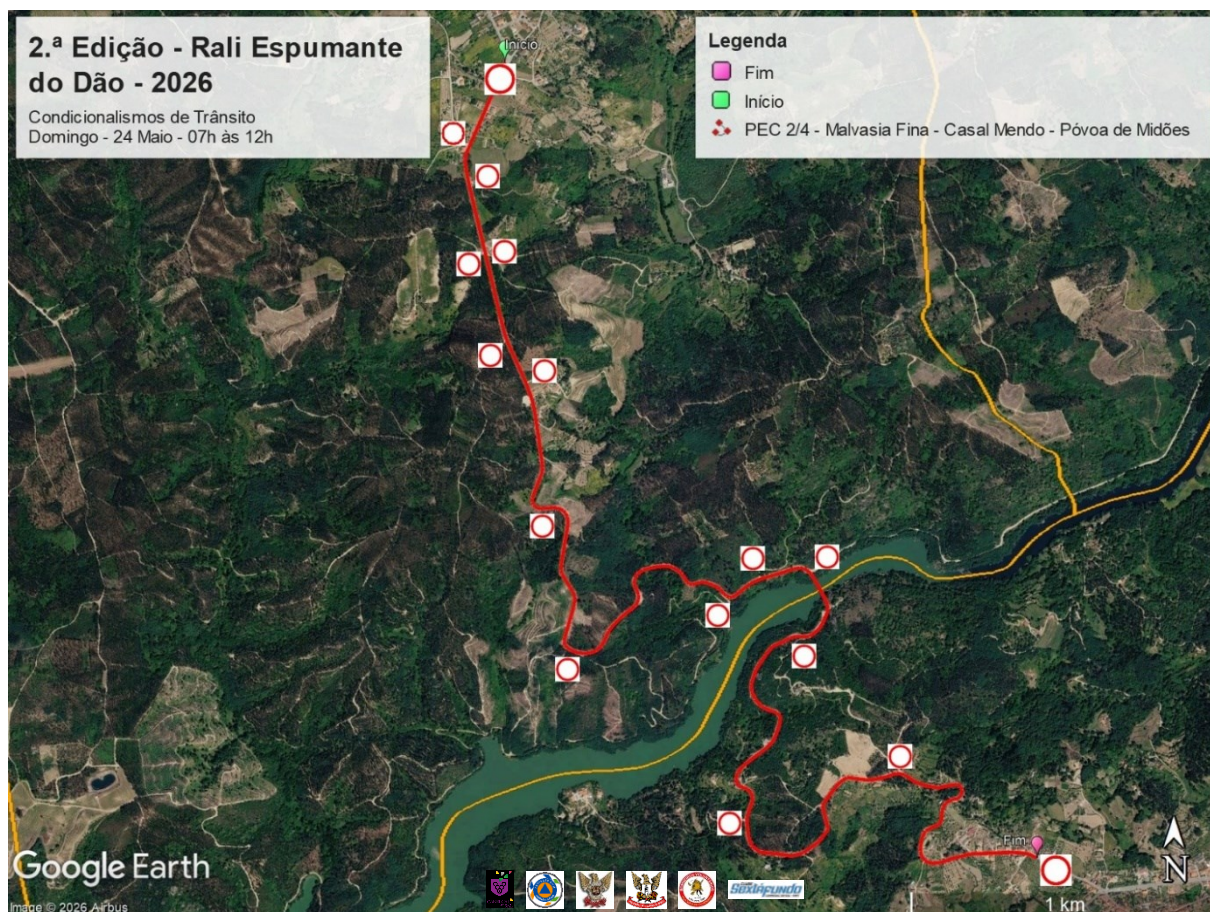 2.ª Edição - Rali Espumante
do Dão - 2026
Condicionalismos de Trânsito
Domingo - 24 Maio - 07h às 12h
Início
Legenda
Fim
Início
PEC 2/4 - Malvasia Fina - Casal Mendo - Póvoa de Midões
Fim
Google Earth
N
SEXTAFUNDO
1 km
Image © 2026 Airbus